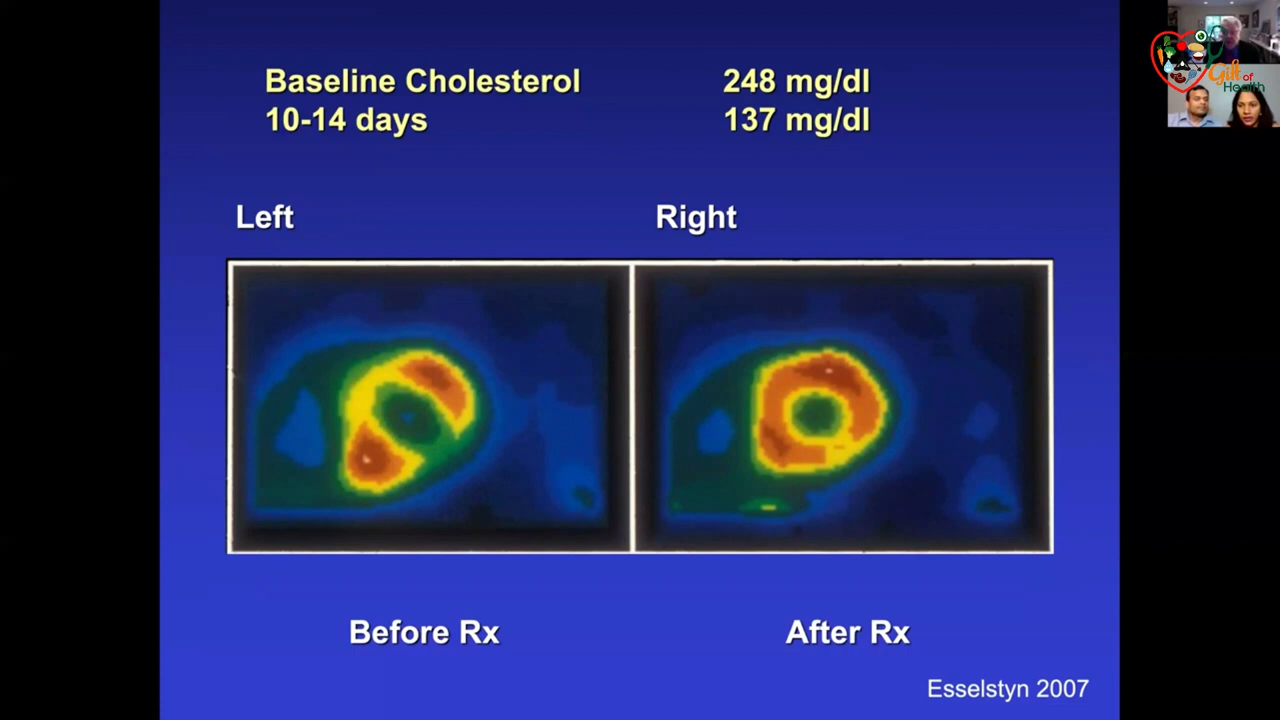 Baseline Cholesterol 248 mg/dl
10-14 days 137 mg/dl
Left Right
Before Rx After Rx
Esselstyn 2007
Gift of
Health